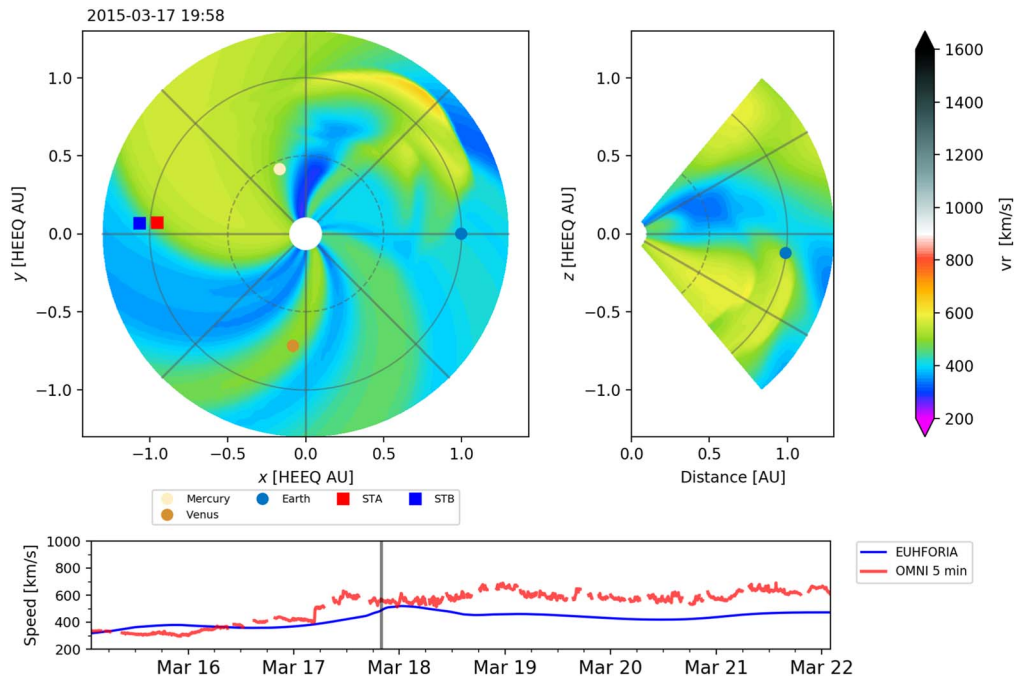 2015-03-17 19:58
1.0
0.5
0.0
−0.5
−1.0
y [HEEQ AU]
−1.0 −0.5 0.0 0.5 1.0
x [HEEQ AU]
1.0
0.5
0.0
−0.5
−1.0
z [HEEQ AU]
0.0 0.5 1.0
Distance [AU]
1600
1400
1200
1000
800
600
400
200
vr [km/s]
Mercury Earth STA STB
Venus
1000
800
600
400
200
Speed [km/s]
Mar 16 Mar 17 Mar 18 Mar 19 Mar 20 Mar 21 Mar 22
EUHFORIA
OMNI 5 min